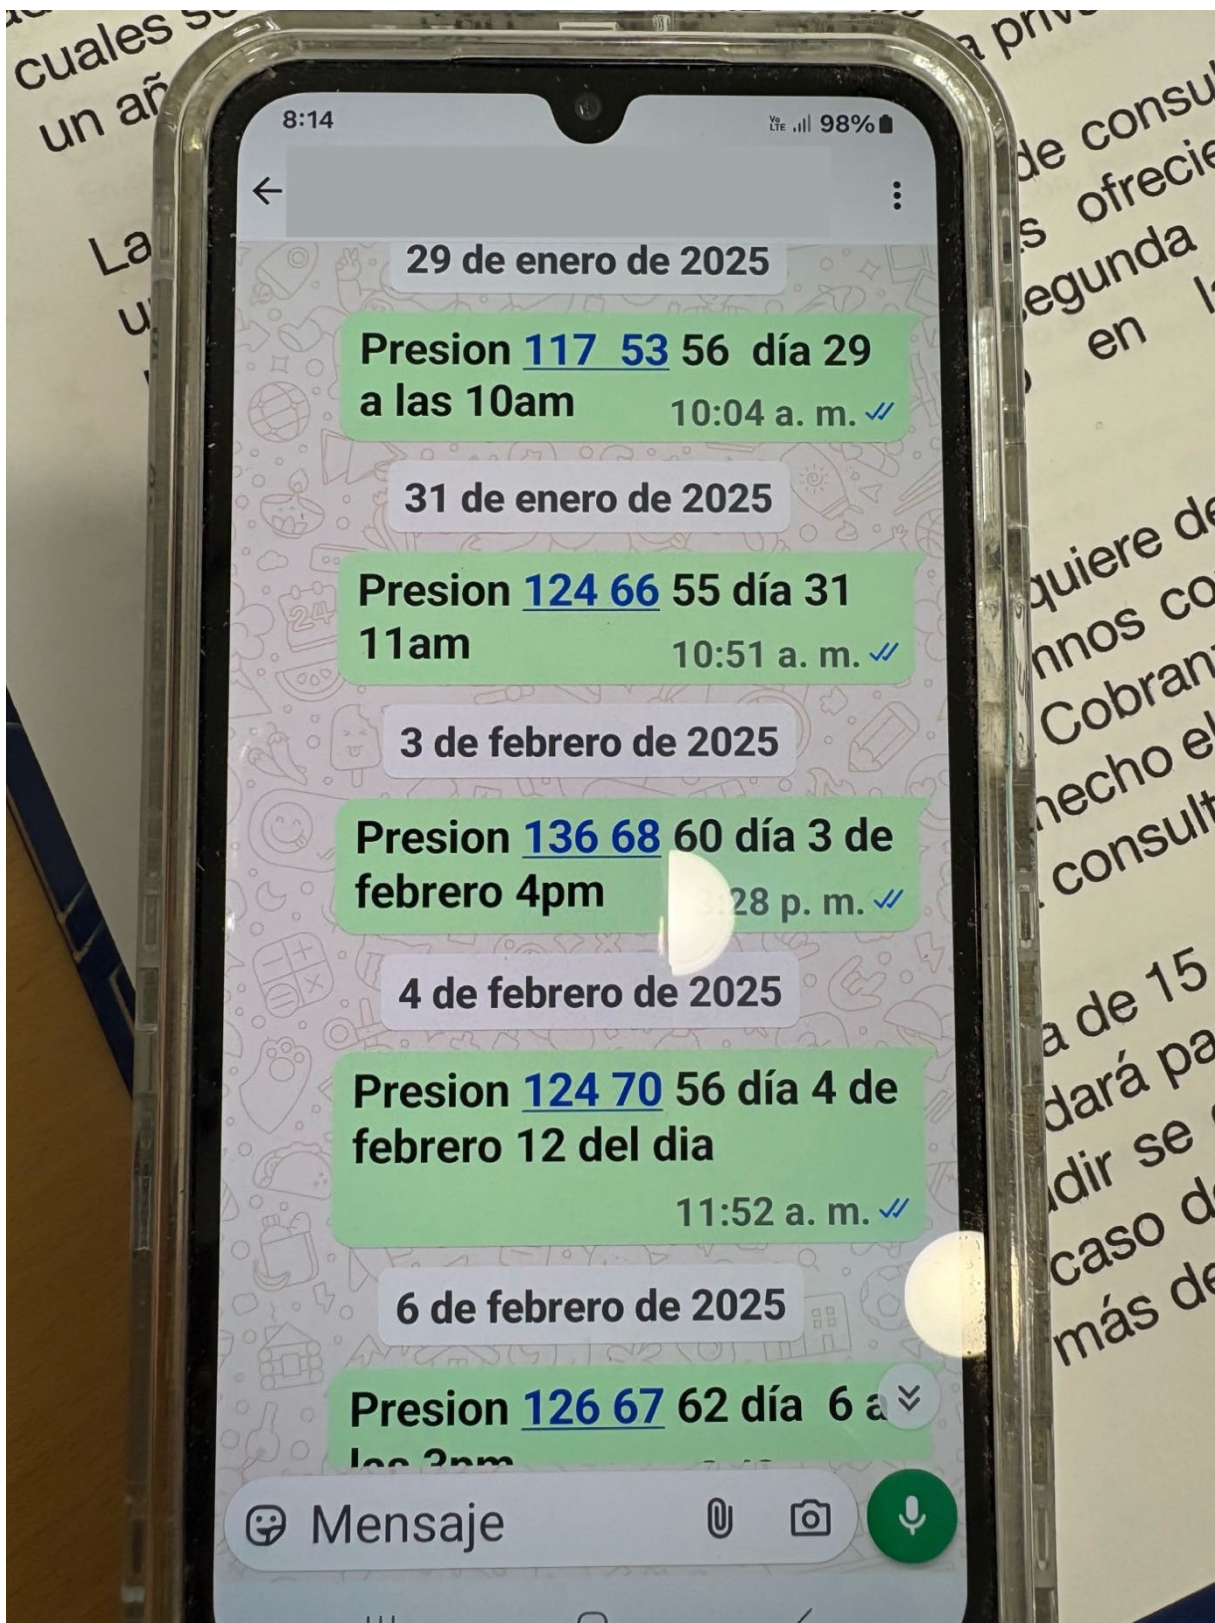 cuales
un añ
La
a priv
de consu
s ofrecie
segunda
en
8:14
Vo LTE 98%
29 de enero de 2025
Presion 117 53 56 día 29
a las 10am
10:04 a. m.
31 de enero de 2025
Presion 124 66 55 día 31
11am
10:51 a. m.
3 de febrero de 2025
Presion 136 68 60 día 3 de
febrero 4pm
:28 p. m.
4 de febrero de 2025
Presion 124 70 56 día 4 de
febrero 12 del dia
11:52 a. m.
6 de febrero de 2025
Presion 126 67 62 día 6 a
Mensaje
quiere de
nnos co
Cobran
hecho el
consult
a de 15
dará pa
dir se
caso d
más de